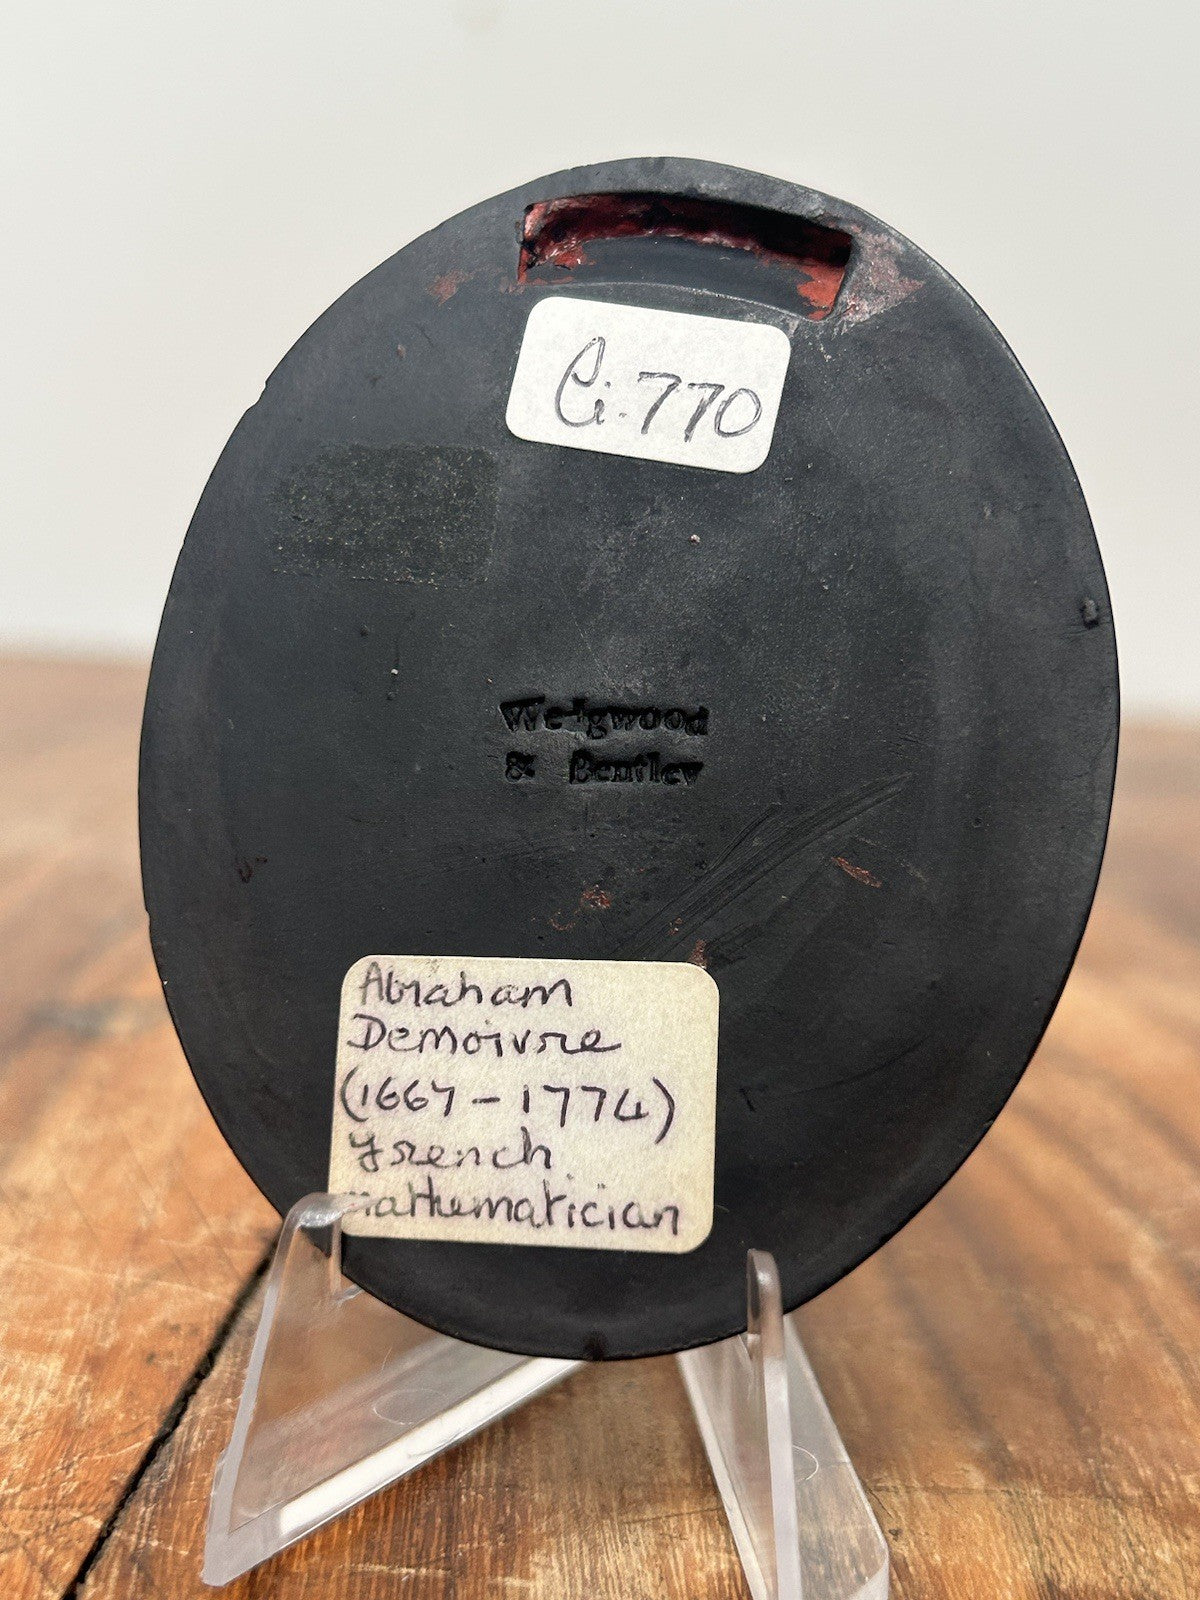 Ci. 770
Wedgwood
& Bentley
Abraham
Demoivre
(1667 - 1774)
French
mathematician